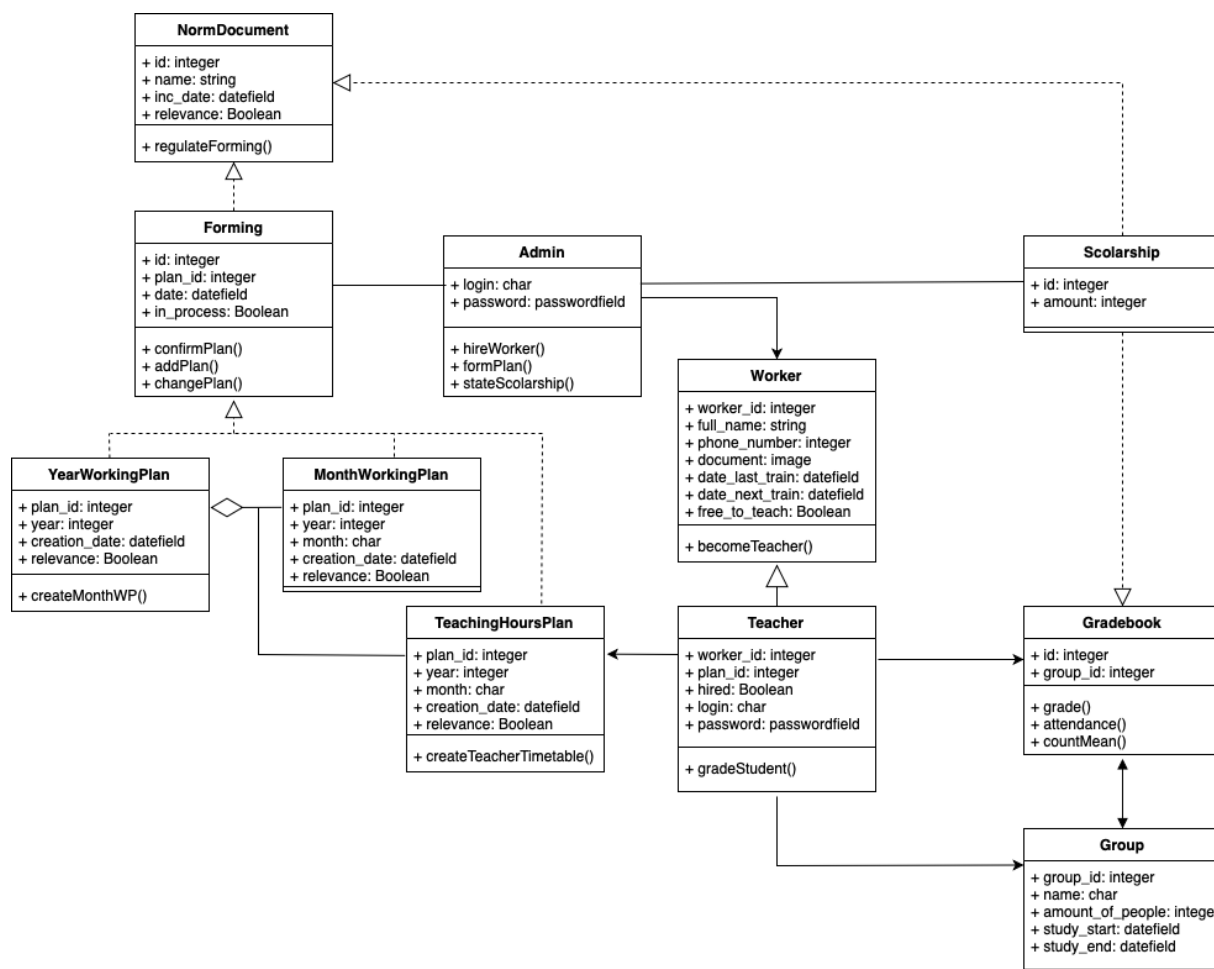 NormDocument
+ id: integer
+ name: string
+ inc_date: datefield
+ relevance: Boolean
+ regulateForming()
Forming
+ id: integer
+ plan_id: integer
+ date: datefield
+ in_process: Boolean
+ confirmPlan()
+ addPlan()
+ changePlan()
Admin
+ login: char
+ password: passwordfield
+ hireWorker()
+ formPlan()
+ stateScolarship()
Scolarship
+ id: integer
+ amount: integer
Worker
+ worker_id: integer
+ full_name: string
+ phone_number: integer
+ document: image
+ date_last_train: datefield
+ date_next_train: datefield
+ free_to_teach: Boolean
+ becomeTeacher()
YearWorkingPlan
+ plan_id: integer
+ year: integer
+ creation_date: datefield
+ relevance: Boolean
+ createMonthWP()
MonthWorkingPlan
+ plan_id: integer
+ year: integer
+ month: char
+ creation_date: datefield
+ relevance: Boolean
TeachingHoursPlan
+ plan_id: integer
+ year: integer
+ month: char
+ creation_date: datefield
+ relevance: Boolean
+ createTeacherTimetable()
Teacher
+ worker_id: integer
+ plan_id: integer
+ hired: Boolean
+ login: char
+ password: passwordfield
+ gradeStudent()
Gradebook
+ id: integer
+ group_id: integer
+ grade()
+ attendance()
+ countMean()
Group
+ group_id: integer
+ name: char
+ amount_of_people: intege
+ study_start: datefield
+ study_end: datefield